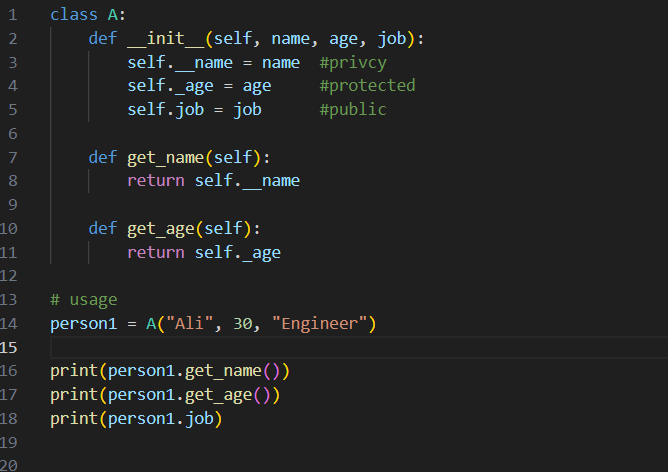 1 class A:
2     def __init__(self, name, age, job):
3         self.__name = name  #privcy
4         self._age = age     #protected
5         self.job = job      #public
6
7     def get_name(self):
8         return self.__name
9
10     def get_age(self):
11         return self._age
12
13 # usage
14 person1 = A("Ali", 30, "Engineer")
15
16 print(person1.get_name())
17 print(person1.get_age())
18 print(person1.job)
19
20